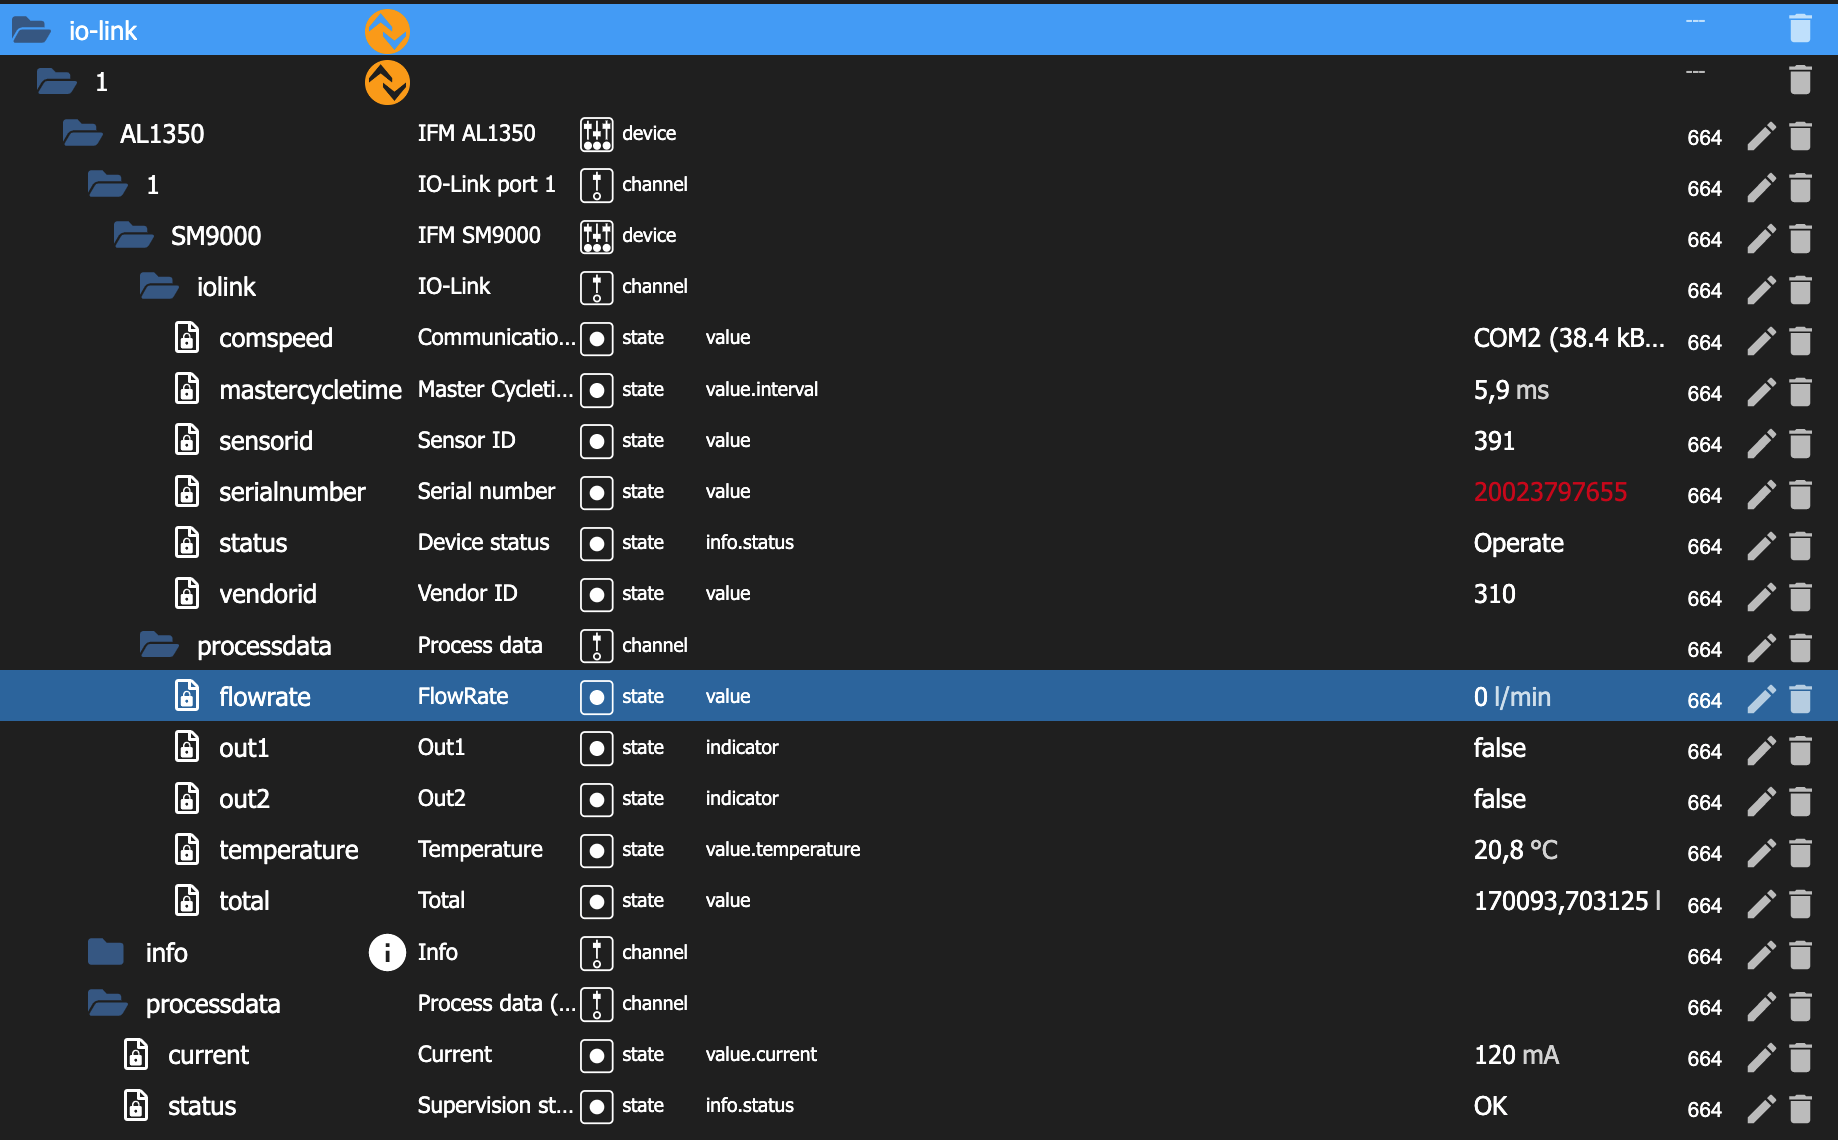 io-link ---
1 ---
AL1350 IFM AL1350 device 664
1 IO-Link port 1 channel 664
SM9000 IFM SM9000 device 664
iolink IO-Link channel 664
comspeed Communicatio... state value COM2 (38.4 kB... 664
mastercycletime Master Cycleti... state value.interval 5,9 ms 664
sensorid Sensor ID state value 391 664
serialnumber Serial number state value 20023797655 664
status Device status state info.status Operate 664
vendorid Vendor ID state value 310 664
processdata Process data channel 664
flowrate FlowRate state value 0 l/min 664
out1 Out1 state indicator false 664
out2 Out2 state indicator false 664
temperature Temperature state value.temperature 20,8 °C 664
total Total state value 170093,703125 l 664
info i Info channel 664
processdata Process data (... channel 664
current Current state value.current 120 mA 664
status Supervision st... state info.status OK 664